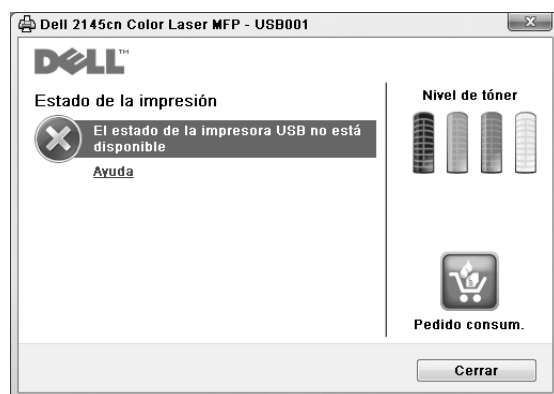 Dell 2145cn Color Laser MFP - USB001
DELL™
Estado de la impresión
El estado de la impresora USB no está
disponible
Ayuda
Nivel de tóner
Pedido consum.
Cerrar